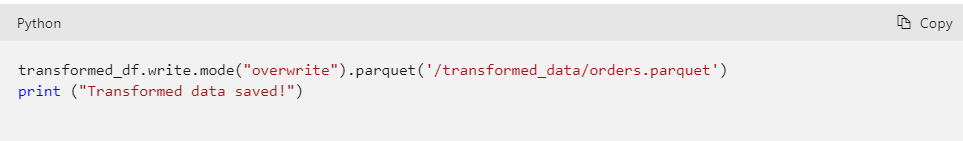 Python
Copy
transformed_df.write.mode("overwrite").parquet('/transformed_data/orders.parquet')
print ("Transformed data saved!")